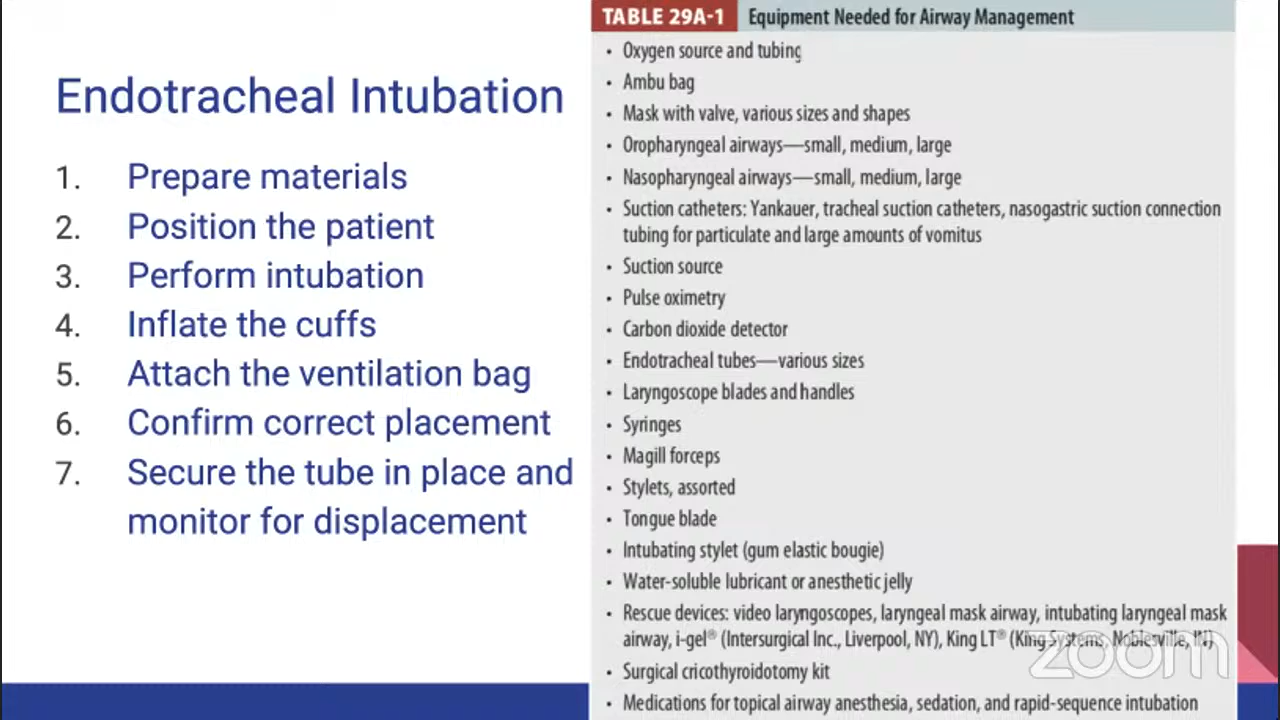 Endotracheal Intubation
1. Prepare materials
2. Position the patient
3. Perform intubation
4. Inflate the cuffs
5. Attach the ventilation bag
6. Confirm correct placement
7. Secure the tube in place and
monitor for displacement
TABLE 29A-1 Equipment Needed for Airway Management
• Oxygen source and tubing
• Ambu bag
• Mask with valve, various sizes and shapes
• Oropharyngeal airways—small, medium, large
• Nasopharyngeal airways—small, medium, large
• Suction catheters: Yankauer, tracheal suction catheters, nasogastric suction connection
tubing for particulate and large amounts of vomitus
• Suction source
• Pulse oximetry
• Carbon dioxide detector
• Endotracheal tubes—various sizes
• Laryngoscope blades and handles
• Syringes
• Magill forceps
• Stylets, assorted
• Tongue blade
• Intubating stylet (gum elastic bougie)
• Water-soluble lubricant or anesthetic jelly
• Rescue devices: video laryngoscopes, laryngeal mask airway, intubating laryngeal mask
airway, i-gel® (Intersurgical Inc., Liverpool, NY), King LT® (King Systems, Noblesville, IN)
• Surgical cricothyroidotomy kit
• Medications for topical airway anesthesia, sedation, and rapid-sequence intubation
zoom